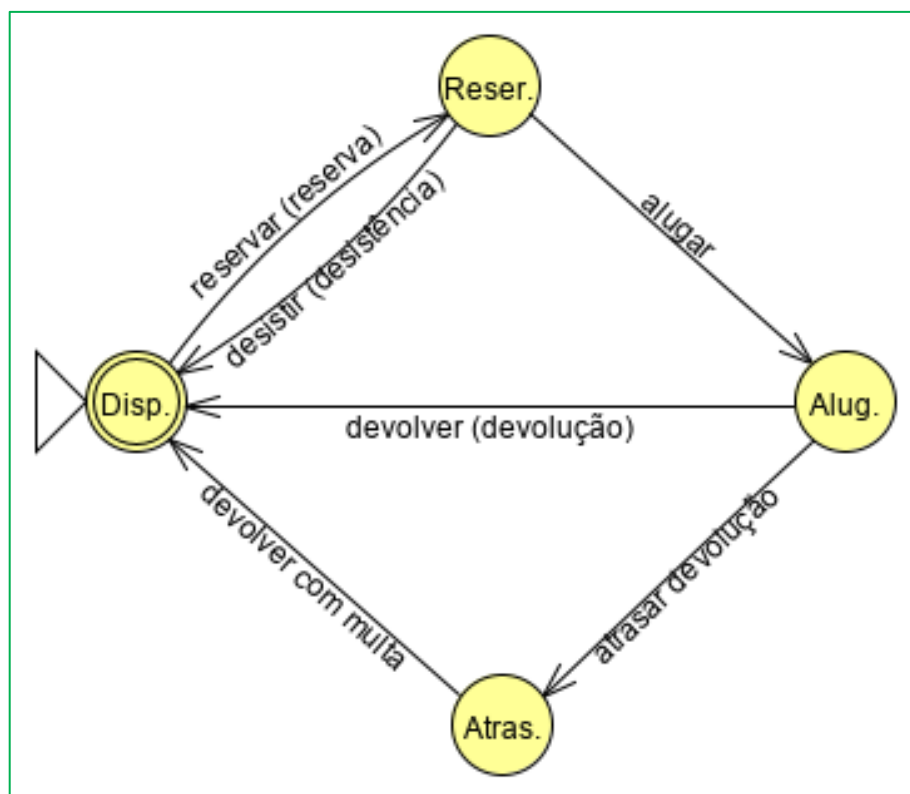 Reser.
reservar (reserva)
desistir (desistência)
alugar
Disp.
Alug.
devolver (devolução)
devolver com multa
atrasar devolução
Atras.